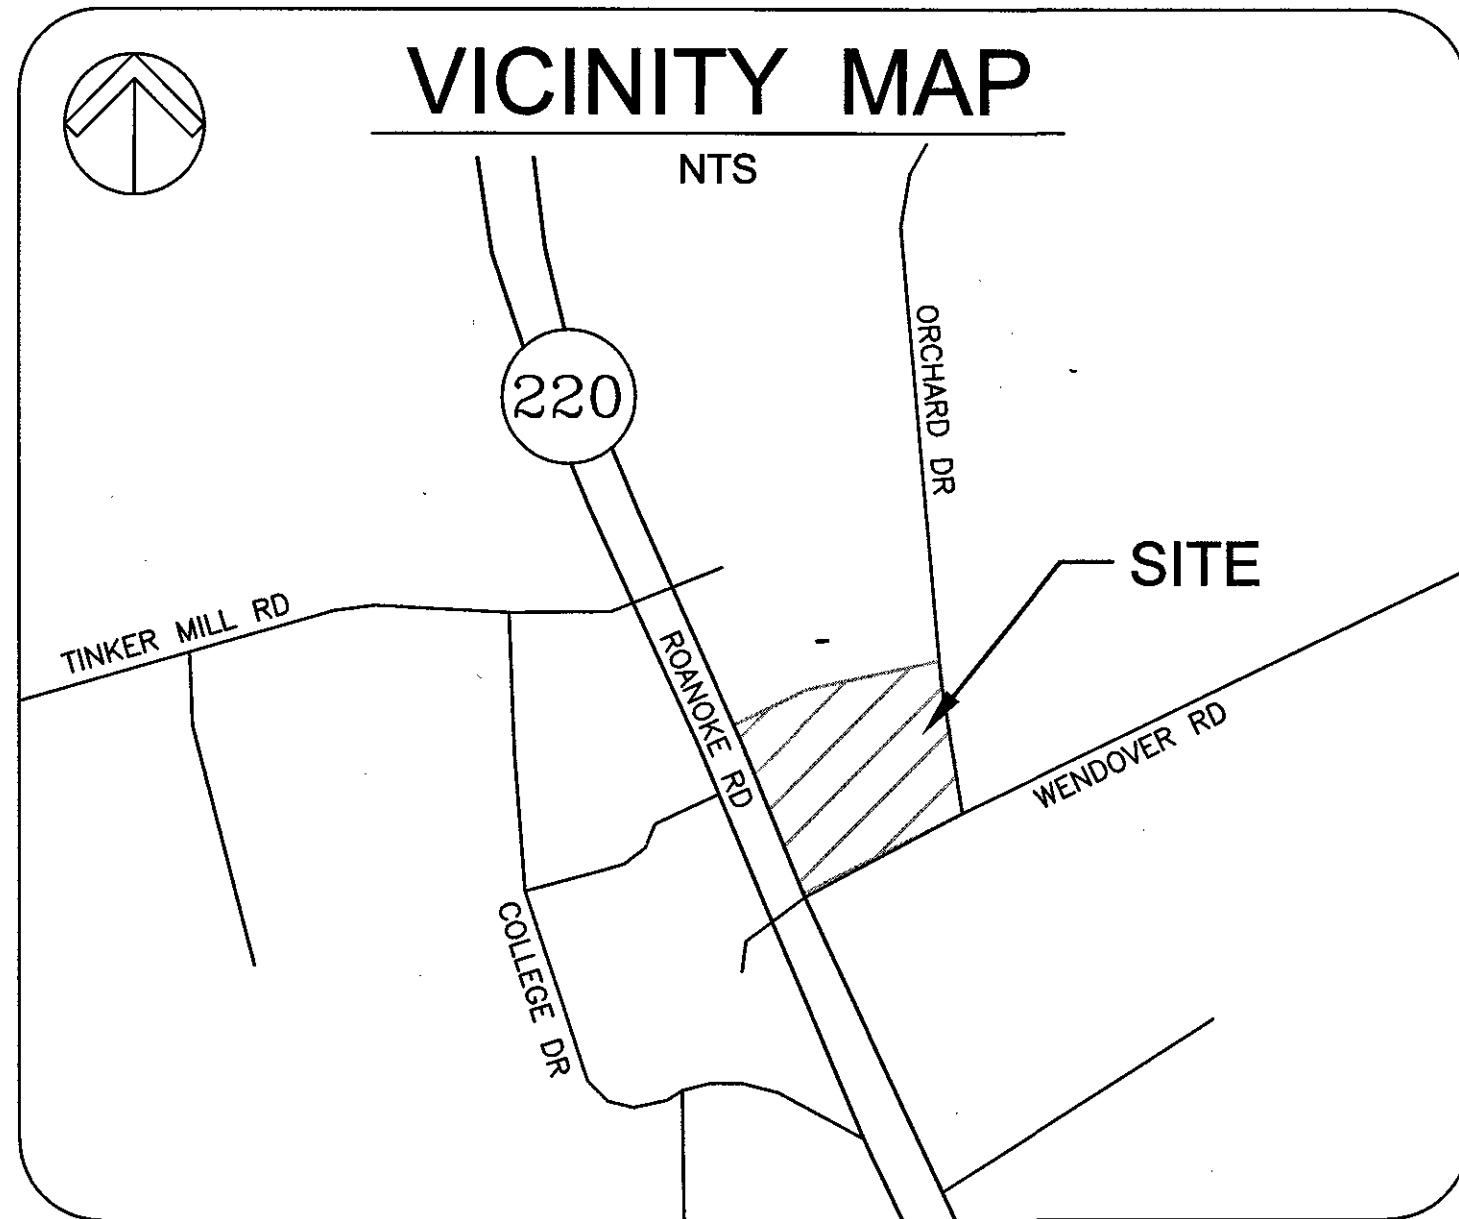 VICINITY MAP
NTS
220
ORCHARD DR
SITE
TINKER MILL RD
ROANOKE RD
WENDOVER RD
COLLEGE DR